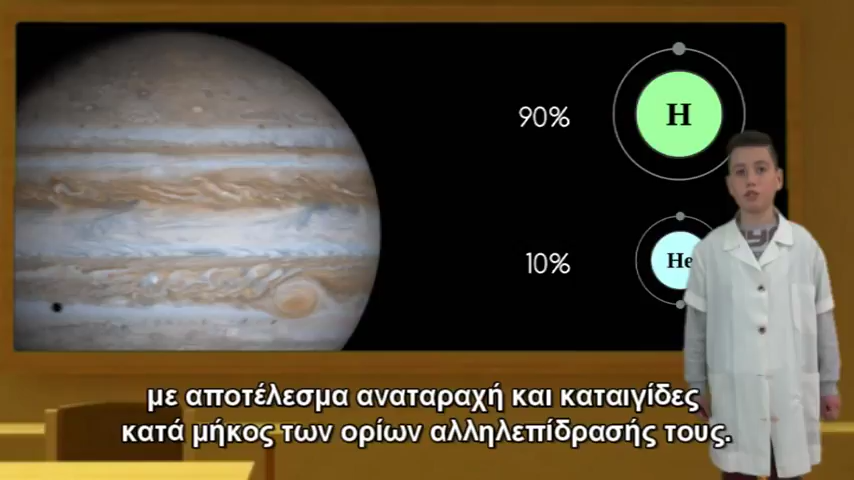 90%
H
10%
He
με αποτέλεσμα αναταραχή και καταιγίδες
κατά μήκος των ορίων αλληλεπίδρασής τους.